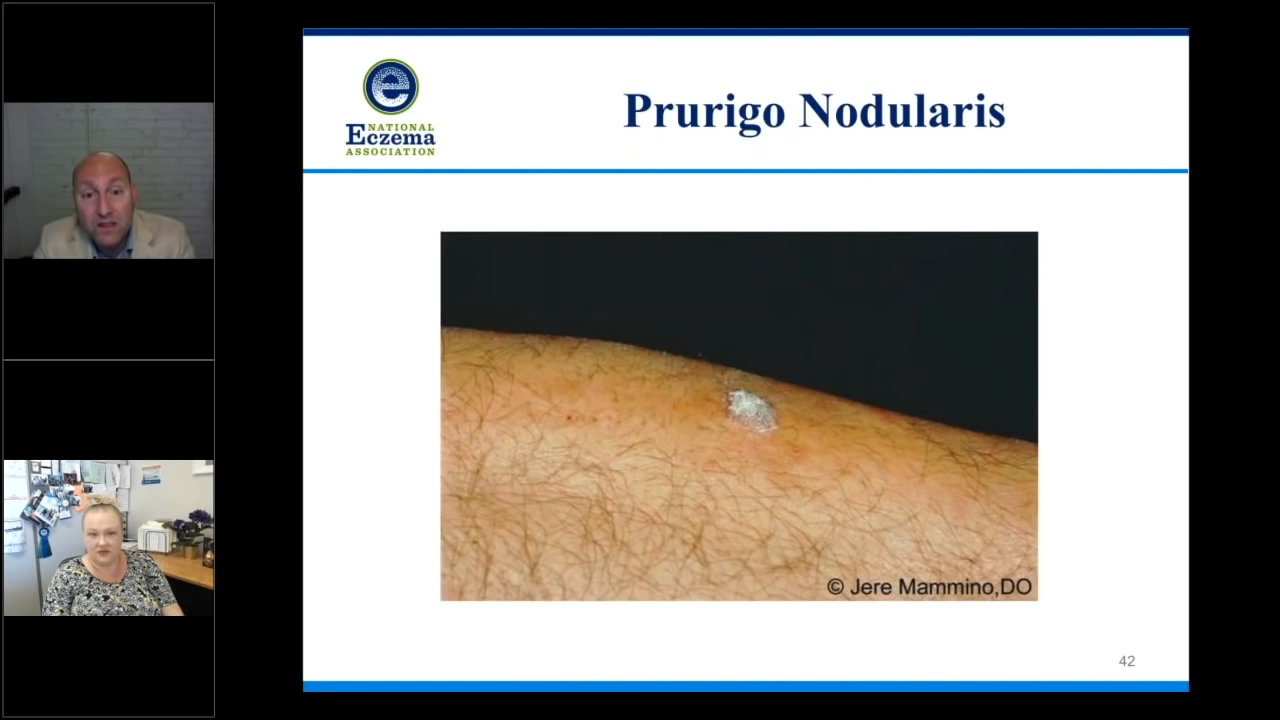 Prurigo Nodularis
NATIONAL
Eczema
ASSOCIATION
© Jere Mammino,DO
42